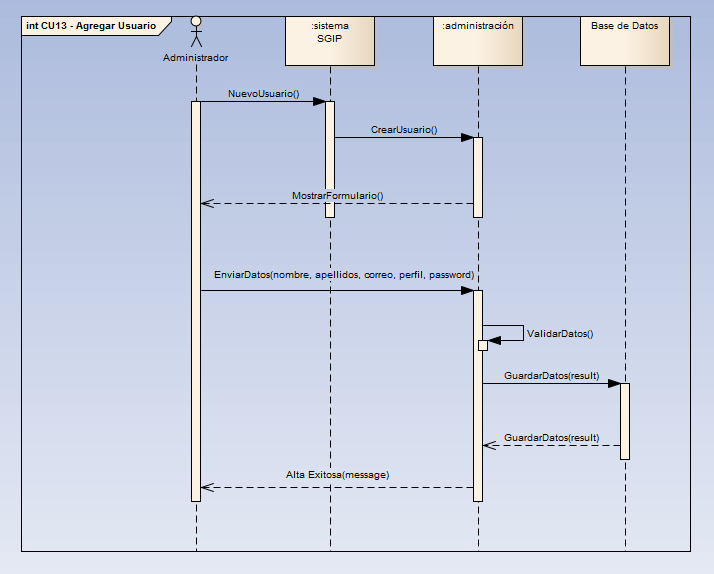 int CU13 - Agregar Usuario
Administrador
:sistema
SGIP
:administración
Base de Datos
NuevoUsuario()
CrearUsuario()
MostrarFormulario()
EnviarDatos(nombre, apellidos, correo, perfil, password)
ValidarDatos()
GuardarDatos(result)
GuardarDatos(result)
Alta Exitosa(message)